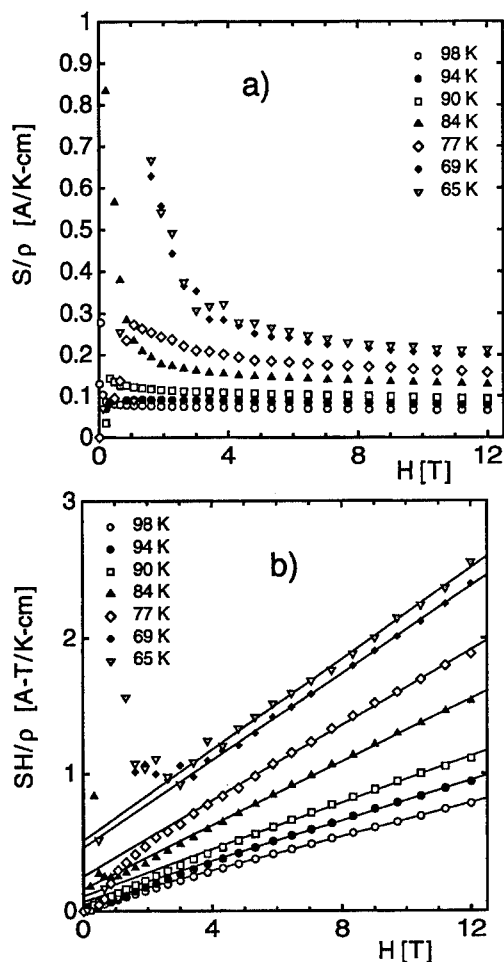 S/ρ [A/K-cm]
1
0.9
0.8
0.7
0.6
0.5
0.4
0.3
0.2
0.1
0
a)
98 K
94 K
90 K
84 K
77 K
69 K
65 K
0 4 8 12
H [T]
SH/ρ [A-T/K-cm]
3
2
1
0
b)
98 K
94 K
90 K
84 K
77 K
69 K
65 K
0 4 8 12
H [T]